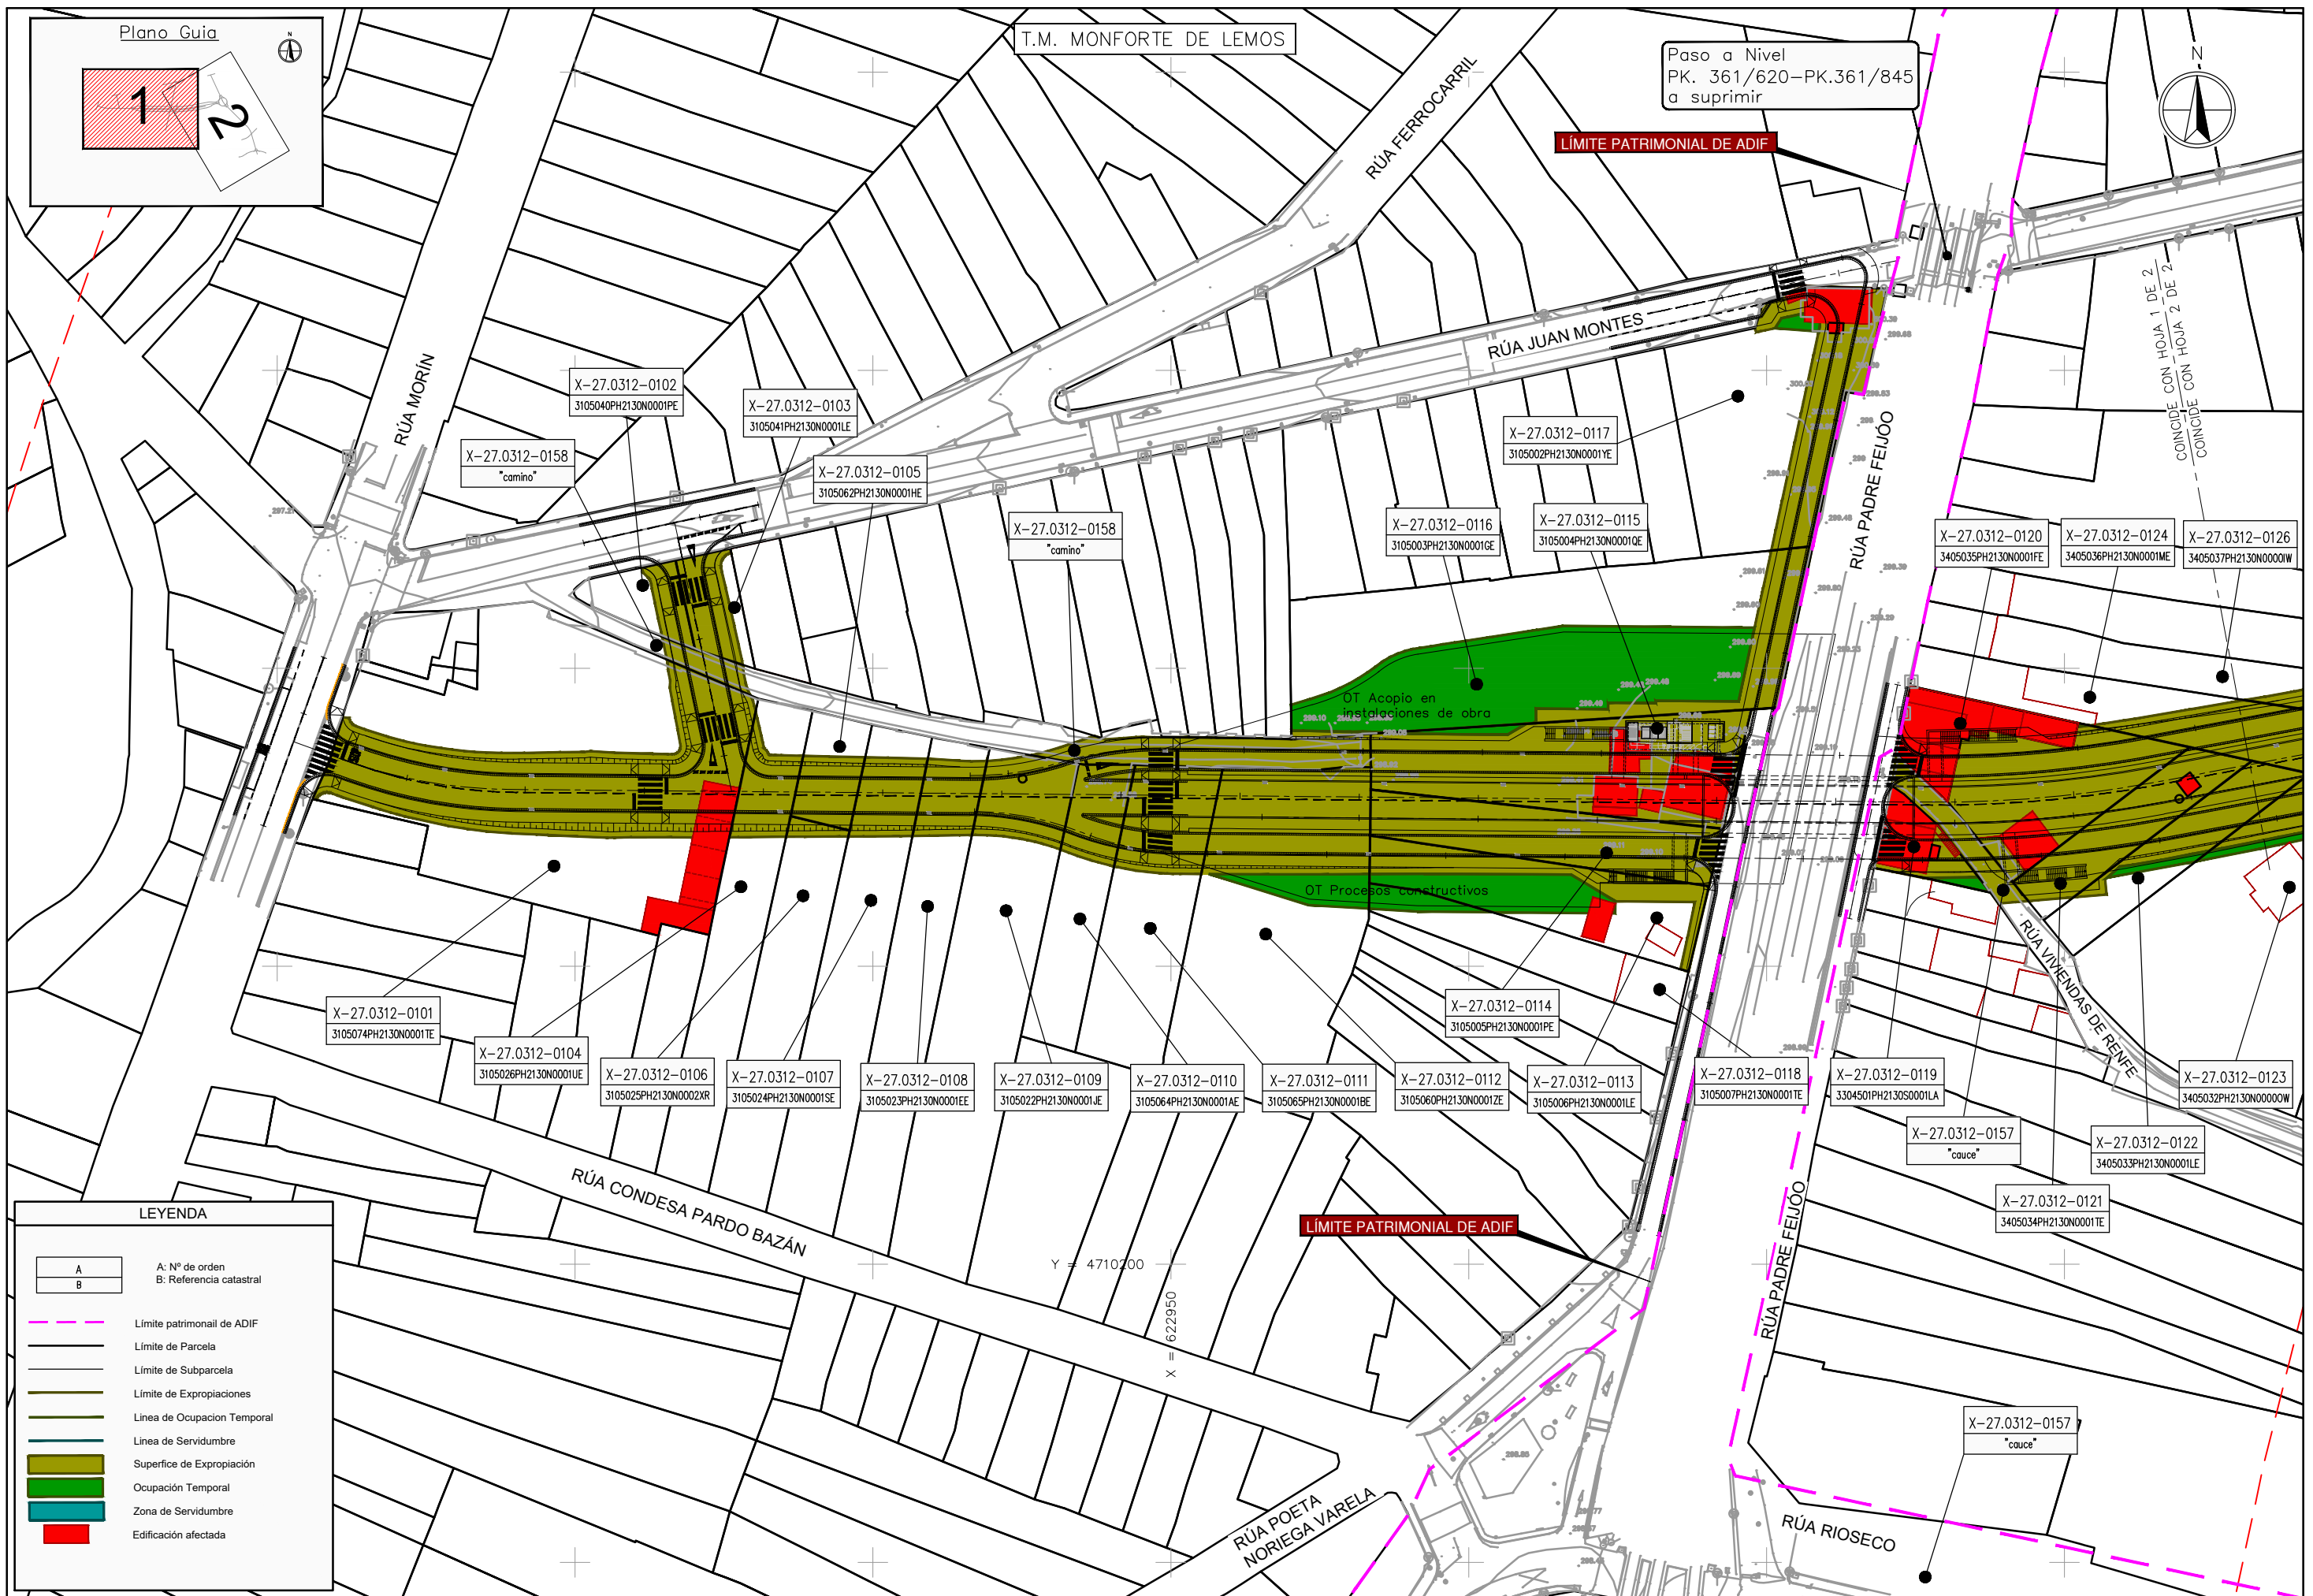 Plano Guia
N
1
2
T.M. MONFORTE DE LEMOS
Paso a Nivel
PK. 361/620-PK.361/845
a suprimir
N
LÍMITE PATRIMONIAL DE ADIF
RÚA FERROCARRIL
RÚA MORÍN
RÚA JUAN MONTES
RÚA PADRE FEIJÓO
COINCIDE CON HOJA 1 DE 2
COINCIDE CON HOJA 2 DE 2
X-27.0312-0102
3105040PH2130N0001PE
X-27.0312-0103
3105041PH2130N0001LE
X-27.0312-0158
"camino"
X-27.0312-0105
3105062PH2130N0001HE
X-27.0312-0158
"camino"
X-27.0312-0117
3105002PH2130N0001YE
X-27.0312-0116
3105003PH2130N0001GE
X-27.0312-0115
3105004PH2130N0001QE
X-27.0312-0120
3405035PH2130N0001FE
X-27.0312-0124
3405036PH2130N0001ME
X-27.0312-0126
3405037PH2130N0000IW
297.27
OT Acopio en
instalaciones de obra
OT Procesos constructivos
X-27.0312-0101
3105074PH2130N0001TE
X-27.0312-0104
3105026PH2130N0001UE
X-27.0312-0106
3105025PH2130N0002XR
X-27.0312-0107
3105024PH2130N0001SE
X-27.0312-0108
3105023PH2130N0001EE
X-27.0312-0109
3105022PH2130N0001JE
X-27.0312-0110
3105064PH2130N0001AE
X-27.0312-0111
3105065PH2130N0001BE
X-27.0312-0112
3105060PH2130N0001ZE
X-27.0312-0114
3105005PH2130N0001PE
X-27.0312-0113
3105006PH2130N0001LE
X-27.0312-0118
3105007PH2130N0001TE
X-27.0312-0119
3304501PH2130S0001LA
X-27.0312-0157
"cauce"
X-27.0312-0123
3405032PH2130N0000OW
X-27.0312-0122
3405033PH2130N0001LE
X-27.0312-0121
3405034PH2130N0001TE
RÚA VIVIENDAS DE RENFE
RÚA CONDESA PARDO BAZÁN
Y = 4710200
X = 622950
LÍMITE PATRIMONIAL DE ADIF
RÚA PADRE FEIJÓO
RÚA POETA
NORIEGA VARELA
RÚA RIOSECO
X-27.0312-0157
"cauce"
LEYENDA
A
B
A: Nº de orden
B: Referencia catastral
Límite patrimonail de ADIF
Límite de Parcela
Límite de Subparcela
Límite de Expropiaciones
Linea de Ocupacion Temporal
Linea de Servidumbre
Superfice de Expropiación
Ocupación Temporal
Zona de Servidumbre
Edificación afectada